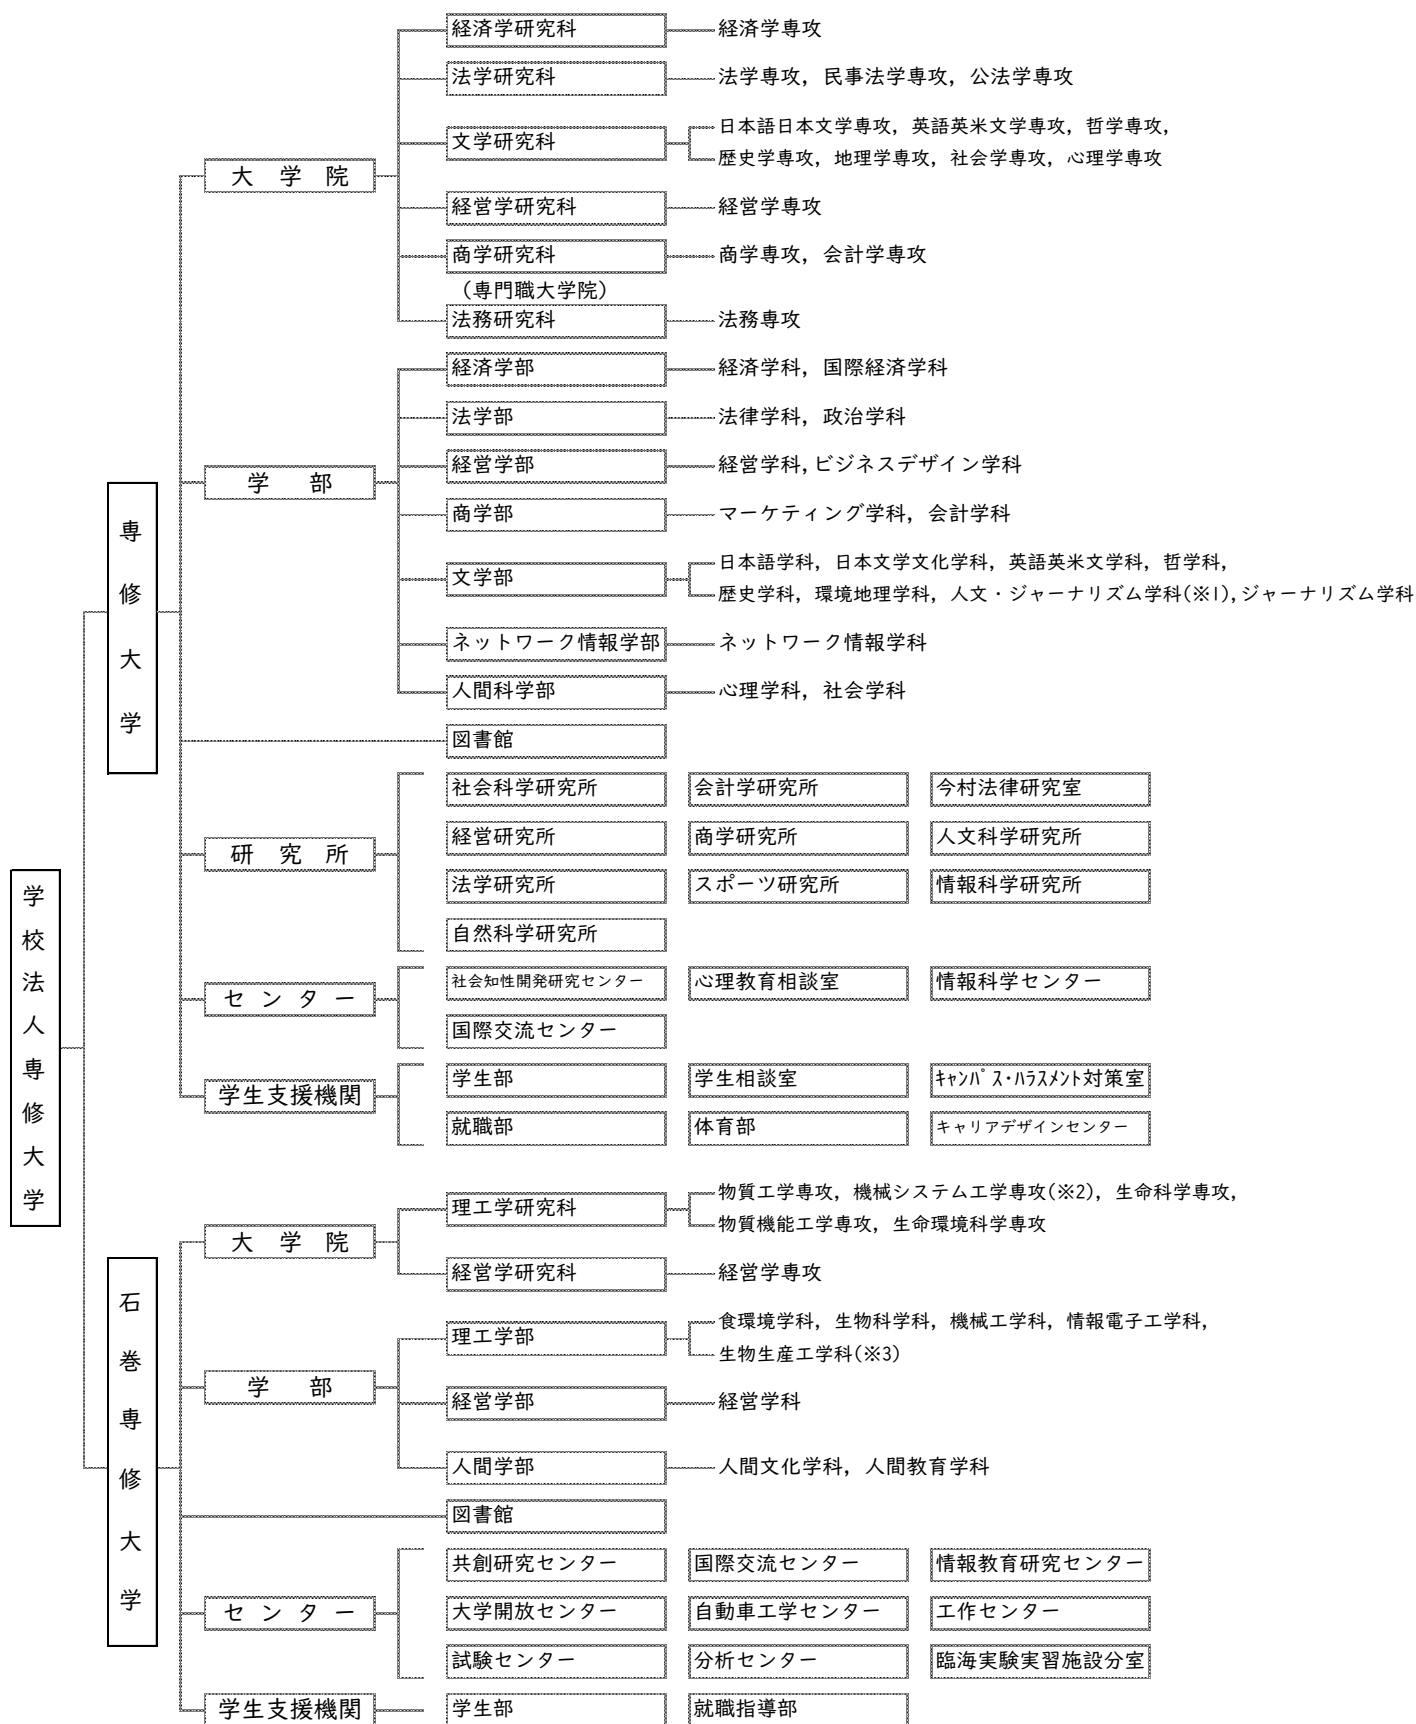 学校法人専修大学
専修大学
大学院
経済学研究科
経済学専攻
法学研究科
法学専攻，民事法学専攻，公法学専攻
文学研究科
日本語日本文学専攻，英語英米文学専攻，哲学専攻，
歴史学専攻，地理学専攻，社会学専攻，心理学専攻
経営学研究科
経営学専攻
商学研究科
商学専攻，会計学専攻
（専門職大学院）
法務研究科
法務専攻
学部
経済学部
経済学科，国際経済学科
法学部
法律学科，政治学科
経営学部
経営学科，ビジネスデザイン学科
商学部
マーケティング学科，会計学科
文学部
日本語学科，日本文学文化学科，英語英米文学科，哲学科，
歴史学科，環境地理学科，人文・ジャーナリズム学科(※1)，ジャーナリズム学科
ネットワーク情報学部
ネットワーク情報学科
人間科学部
心理学科，社会学科
図書館
研究所
社会科学研究所
会計学研究所
今村法律研究室
経営研究所
商学研究所
人文科学研究所
法学研究所
スポーツ研究所
情報科学研究所
自然科学研究所
センター
社会知性開発研究センター
心理教育相談室
情報科学センター
国際交流センター
学生支援機関
学生部
学生相談室
ｷｬﾝﾊﾟｽ・ﾊﾗｽﾒﾝﾄ対策室
就職部
体育部
キャリアデザインセンター
石巻専修大学
大学院
理工学研究科
物質工学専攻，機械システム工学専攻(※2)，生命科学専攻，
物質機能工学専攻，生命環境科学専攻
経営学研究科
経営学専攻
学部
理工学部
食環境学科，生物科学科，機械工学科，情報電子工学科，
生物生産工学科(※3)
経営学部
経営学科
人間学部
人間文化学科，人間教育学科
図書館
センター
共創研究センター
国際交流センター
情報教育研究センター
大学開放センター
自動車工学センター
工作センター
試験センター
分析センター
臨海実験実習施設分室
学生支援機関
学生部
就職指導部